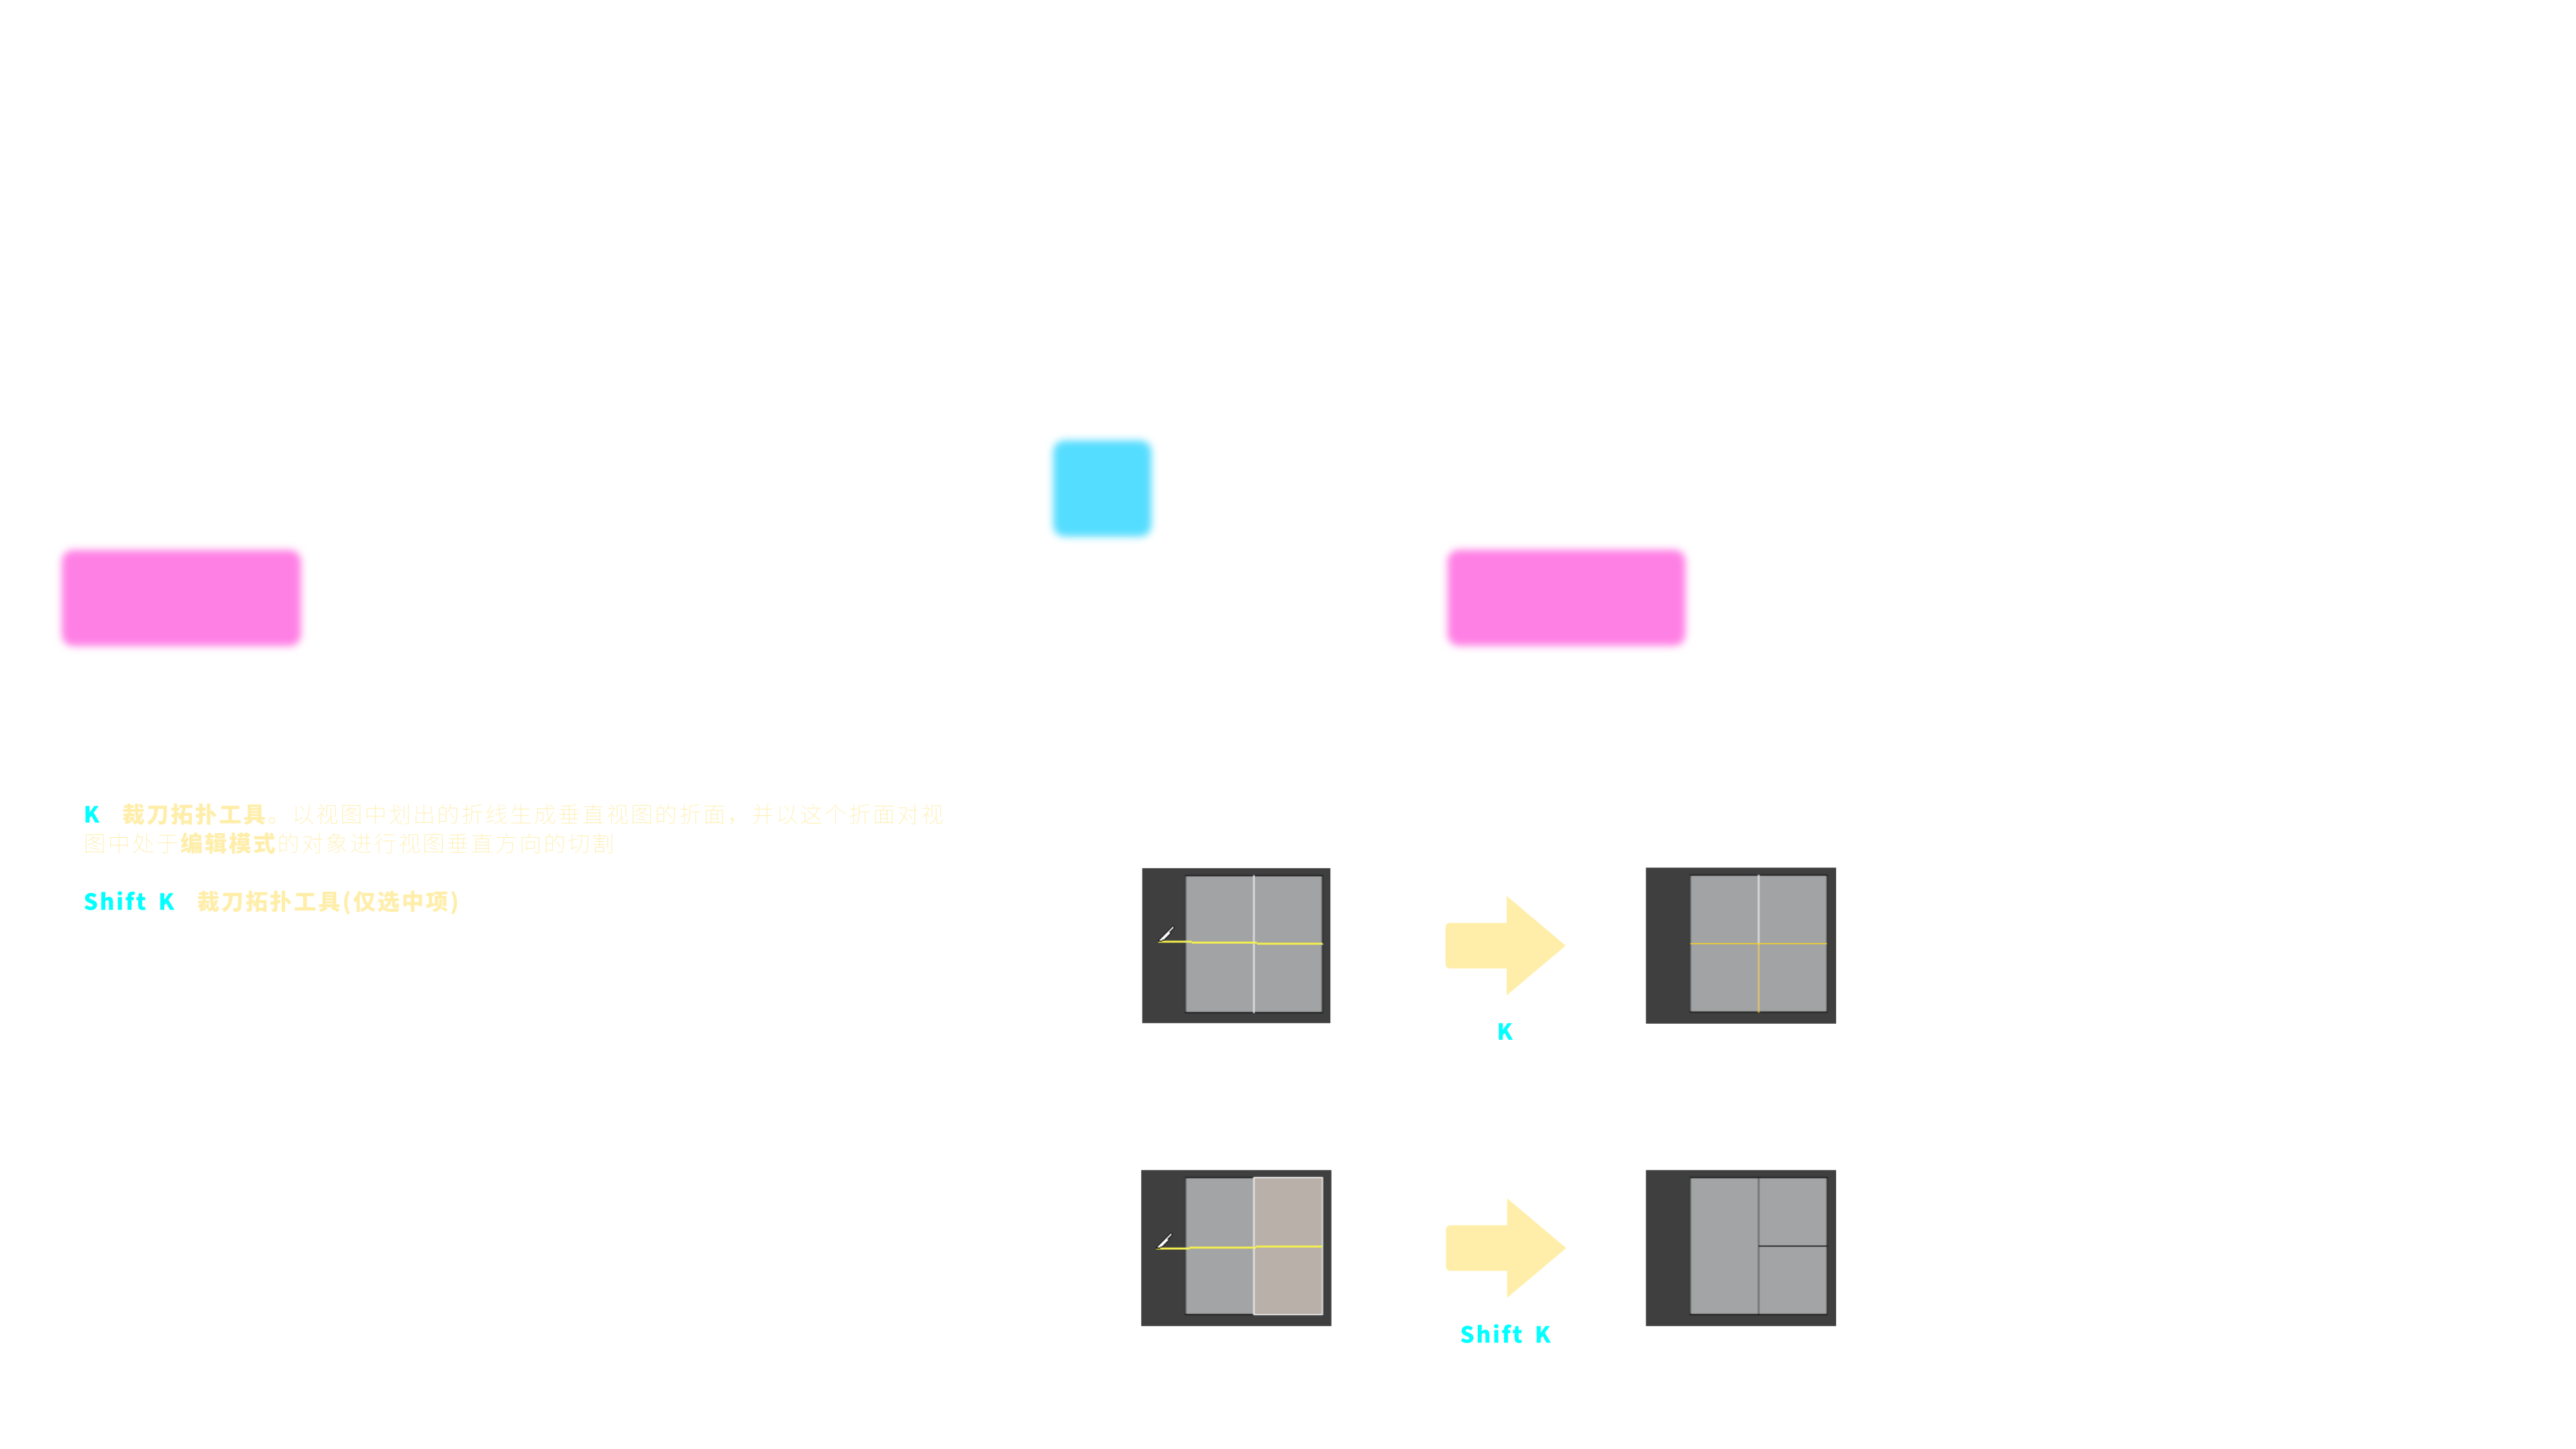 K 裁刀拓扑工具。以视图中划出的折线生成垂直视图的折面，并以这个折面对视
图中处于编辑模式的对象进行视图垂直方向的切割
Shift K 裁刀拓扑工具(仅选中项)
K
Shift K